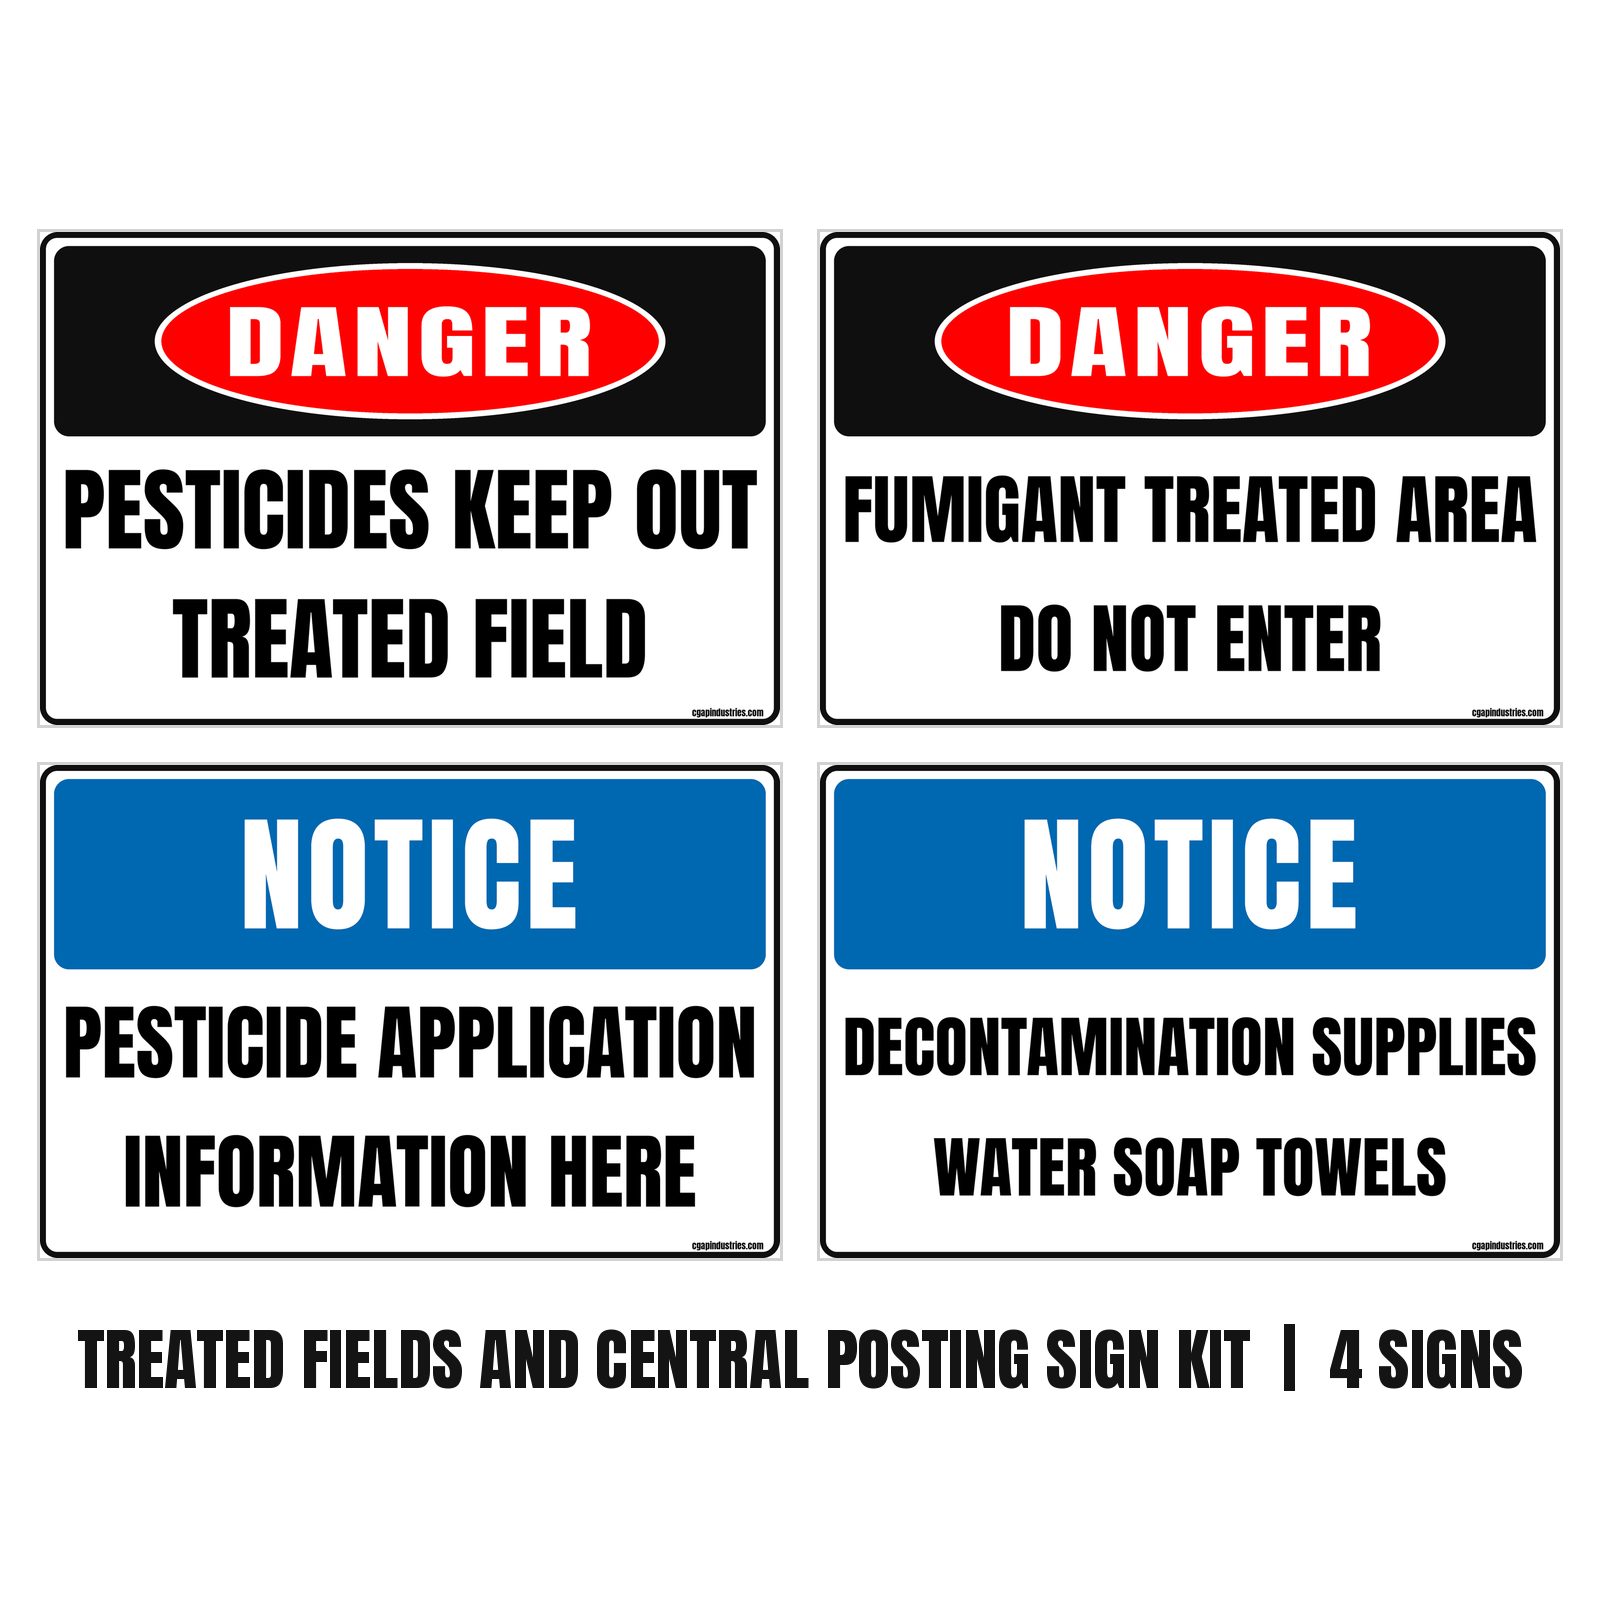 DANGER
PESTICIDES KEEP OUT
TREATED FIELD
cgapindustries.com
DANGER
FUMIGANT TREATED AREA
DO NOT ENTER
cgapindustries.com
NOTICE
PESTICIDE APPLICATION
INFORMATION HERE
cgapindustries.com
NOTICE
DECONTAMINATION SUPPLIES
WATER SOAP TOWELS
cgapindustries.com
TREATED FIELDS AND CENTRAL POSTING SIGN KIT | 4 SIGNS